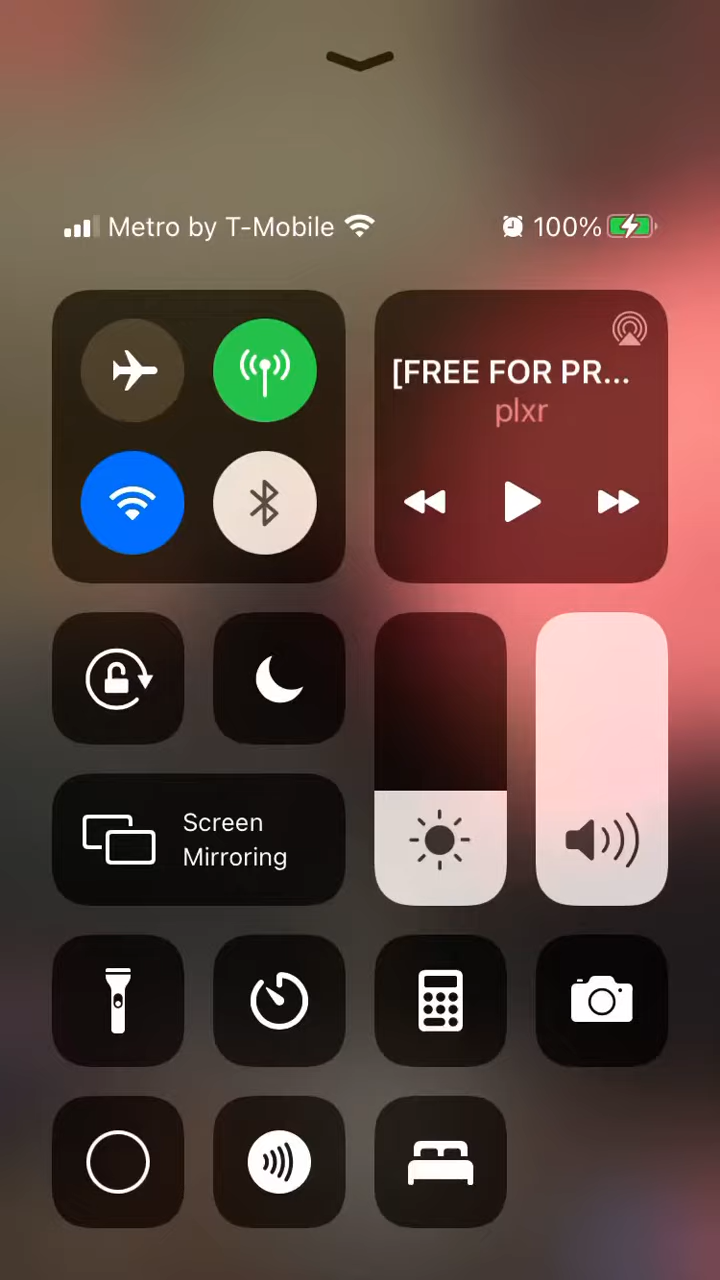 Metro by T-Mobile
100%
[FREE FOR PR...
plxr
Screen
Mirroring